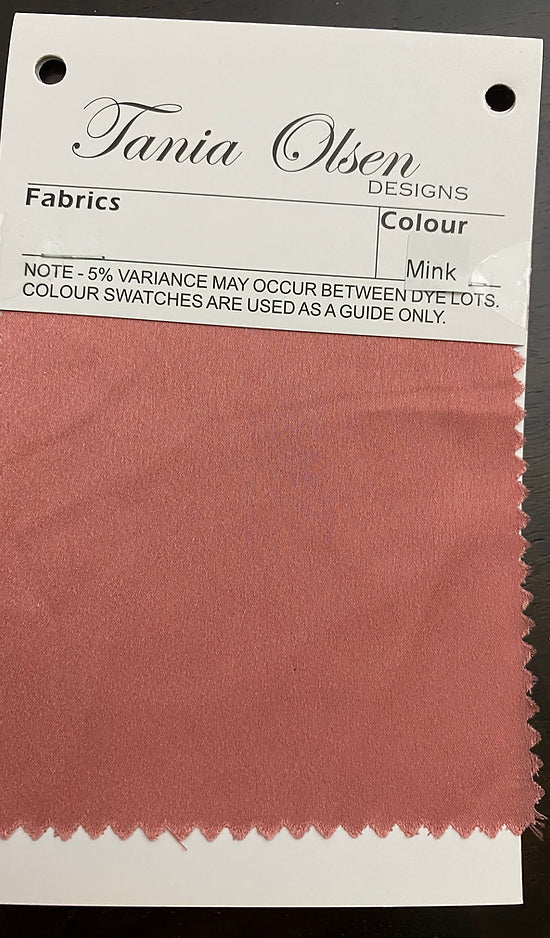 Tania Olsen
DESIGNS
Fabrics
Colour
Mink
NOTE - 5% VARIANCE MAY OCCUR BETWEEN DYE LOTS.
COLOUR SWATCHES ARE USED AS A GUIDE ONLY.